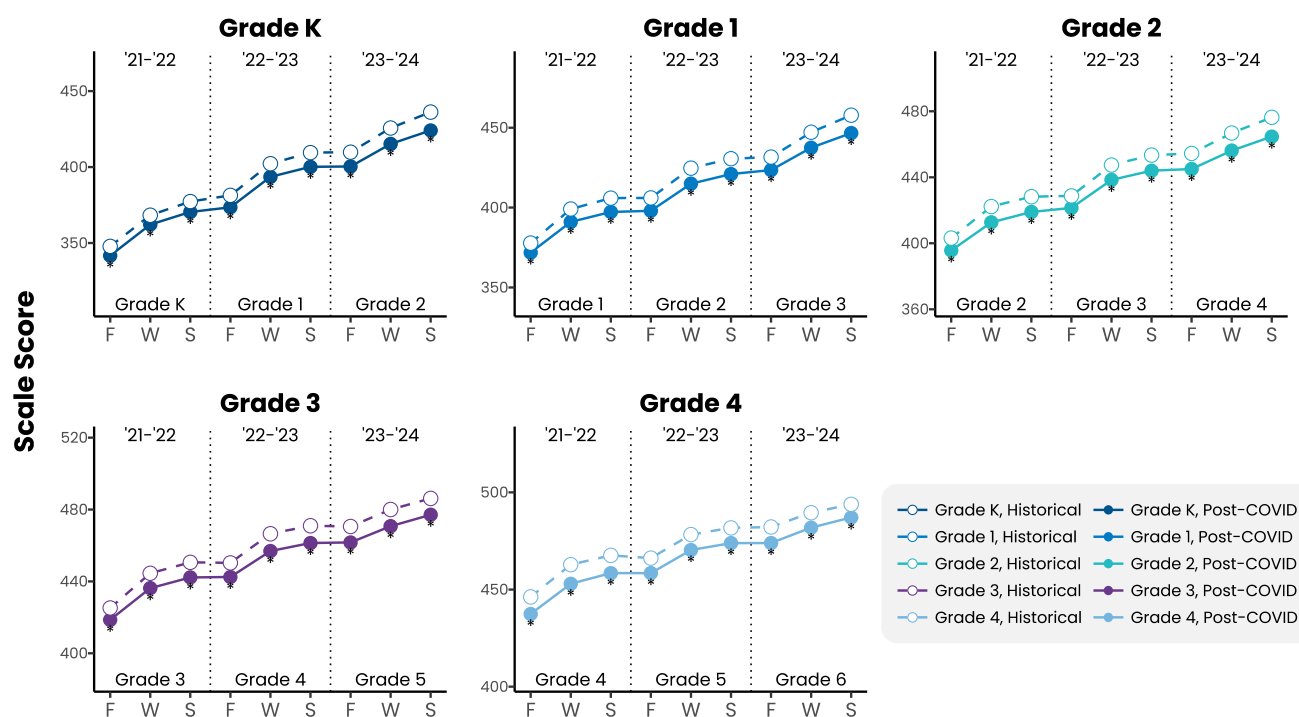 Scale Score
Grade K
'21-'22 '22-'23 '23-'24
450
400
350
Grade K Grade 1 Grade 2
F W S F W S F W S
* * * * * * * * *
Grade 1
'21-'22 '22-'23 '23-'24
450
400
350
Grade 1 Grade 2 Grade 3
F W S F W S F W S
* * * * * * * * *
Grade 2
'21-'22 '22-'23 '23-'24
480
440
400
360
Grade 2 Grade 3 Grade 4
F W S F W S F W S
* * * * * * * * *
Grade 3
'21-'22 '22-'23 '23-'24
520
480
440
400
Grade 3 Grade 4 Grade 5
F W S F W S F W S
* * * * * * * * *
Grade 4
'21-'22 '22-'23 '23-'24
500
450
400
Grade 4 Grade 5 Grade 6
F W S F W S F W S
* * * * * * * * *
Grade K, Historical Grade K, Post-COVID
Grade 1, Historical Grade 1, Post-COVID
Grade 2, Historical Grade 2, Post-COVID
Grade 3, Historical Grade 3, Post-COVID
Grade 4, Historical Grade 4, Post-COVID